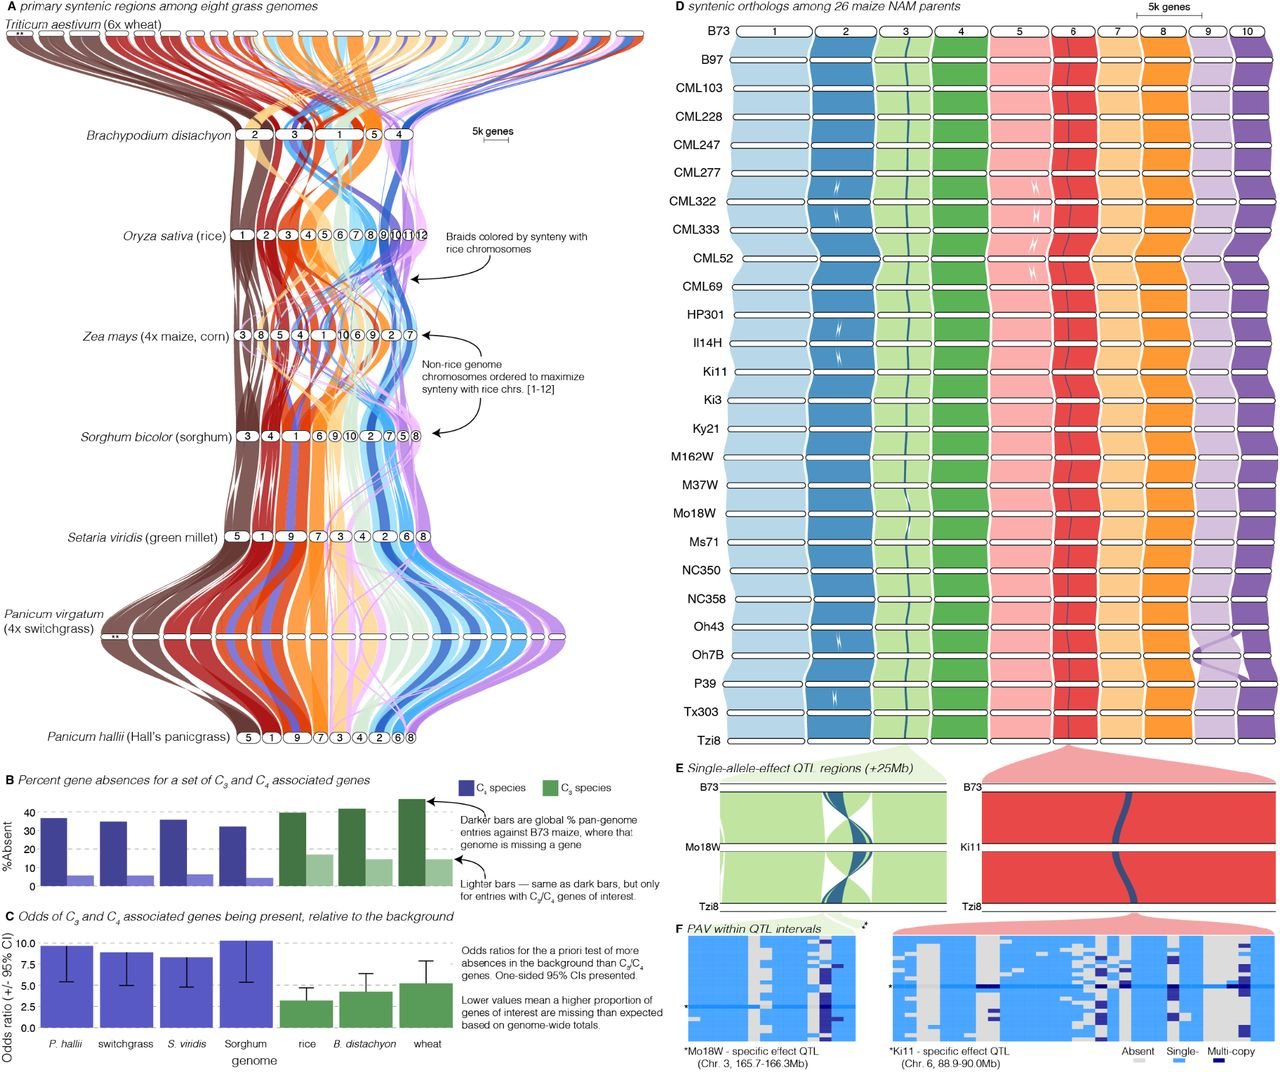 A primary syntenic regions among eight grass genomes
Triticum aestivum (6x wheat)
**
Brachypodium distachyon
2 3 1 5 4
5k genes
Oryza sativa (rice)
1 2 3 4 5 6 7 8 9 10 11 12
Braids colored by synteny with
rice chromosomes
Zea mays (4x maize, corn)
3 8 5 4 1 10 6 9 2 7
Non-rice genome
chromosomes ordered to maximize
synteny with rice chrs. [1-12]
Sorghum bicolor (sorghum)
3 4 1 6 9 10 2 7 5 8
Setaria viridis (green millet)
5 1 9 7 3 4 2 6 8
Panicum virgatum
(4x switchgrass)
**
Panicum hallii (Hall's panicgrass)
5 1 9 7 3 4 2 6 8
B Percent gene absences for a set of C3 and C4 associated genes
C4 species
C3 species
%Absent
40
30
20
10
0
Darker bars are global % pan-genome
entries against B73 maize, where that
genome is missing a gene
Lighter bars — same as dark bars, but only
for entries with C3/C4 genes of interest.
C Odds of C3 and C4 associated genes being present, relative to the background
Odds ratio (+/- 95% CI)
10.0
7.5
5.0
2.5
0.0
Odds ratios for the a priori test of more
absences in the background than C3/C4
genes. One-sided 95% CIs presented.
Lower values mean a higher proportion of
genes of interest are missing than expected
based on genome-wide totals.
P. hallii switchgrass S. viridis Sorghum rice B. distachyon wheat
genome
D syntenic orthologs among 26 maize NAM parents
5k genes
B73
1 2 3 4 5 6 7 8 9 10
B97
CML103
CML228
CML247
CML277
CML322
CML333
CML52
CML69
HP301
Il14H
Ki11
Ki3
Ky21
M162W
M37W
Mo18W
Ms71
NC350
NC358
Oh43
Oh7B
P39
Tx303
Tzi8
E Single-allele-effect QTL regions (+25Mb)
B73
Mo18W
Tzi8
B73
Ki11
Tzi8
F PAV within QTL intervals
*
*
*Mo18W - specific effect QTL
(Chr. 3, 165.7-166.3Mb)
*Ki11 - specific effect QTL
(Chr. 6, 88.9-90.0Mb)
Absent Single- Multi-copy